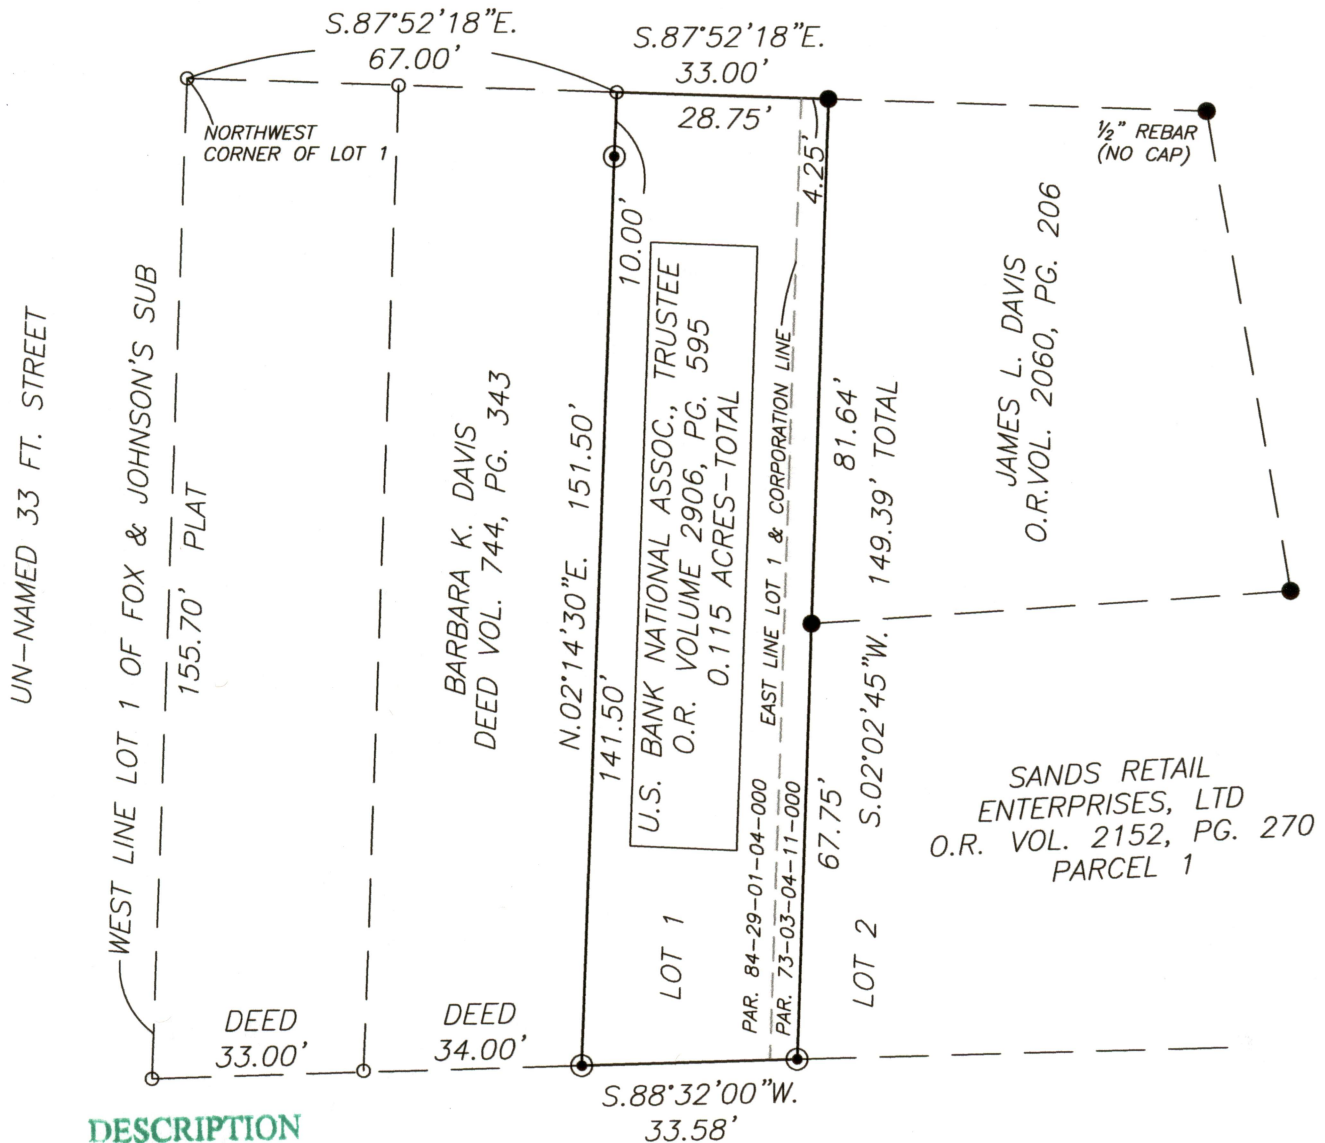 S.87°52'18"E.
67.00'
S.87°52'18"E.
33.00'
28.75'
4.25'
NORTHWEST
CORNER OF LOT 1
½" REBAR
(NO CAP)
10.00'
UN-NAMED 33 FT. STREET
WEST LINE LOT 1 OF FOX & JOHNSON'S SUB
155.70' PLAT
BARBARA K. DAVIS
DEED VOL. 744, PG. 343
N.02°14'30"E. 151.50'
141.50'
U.S. BANK NATIONAL ASSOC., TRUSTEE
O.R. VOLUME 2906, PG. 595
0.115 ACRES-TOTAL
EAST LINE LOT 1 & CORPORATION LINE
PAR. 84-29-01-04-000
PAR. 73-03-04-11-000
81.64'
67.75'
S.02°02'45"W. 149.39' TOTAL
JAMES L. DAVIS
O.R.VOL. 2060, PG. 206
SANDS RETAIL
ENTERPRISES, LTD
O.R. VOL. 2152, PG. 270
PARCEL 1
LOT 1
LOT 2
DEED
33.00'
DEED
34.00'
S.88°32'00"W.
33.58'
DESCRIPTION